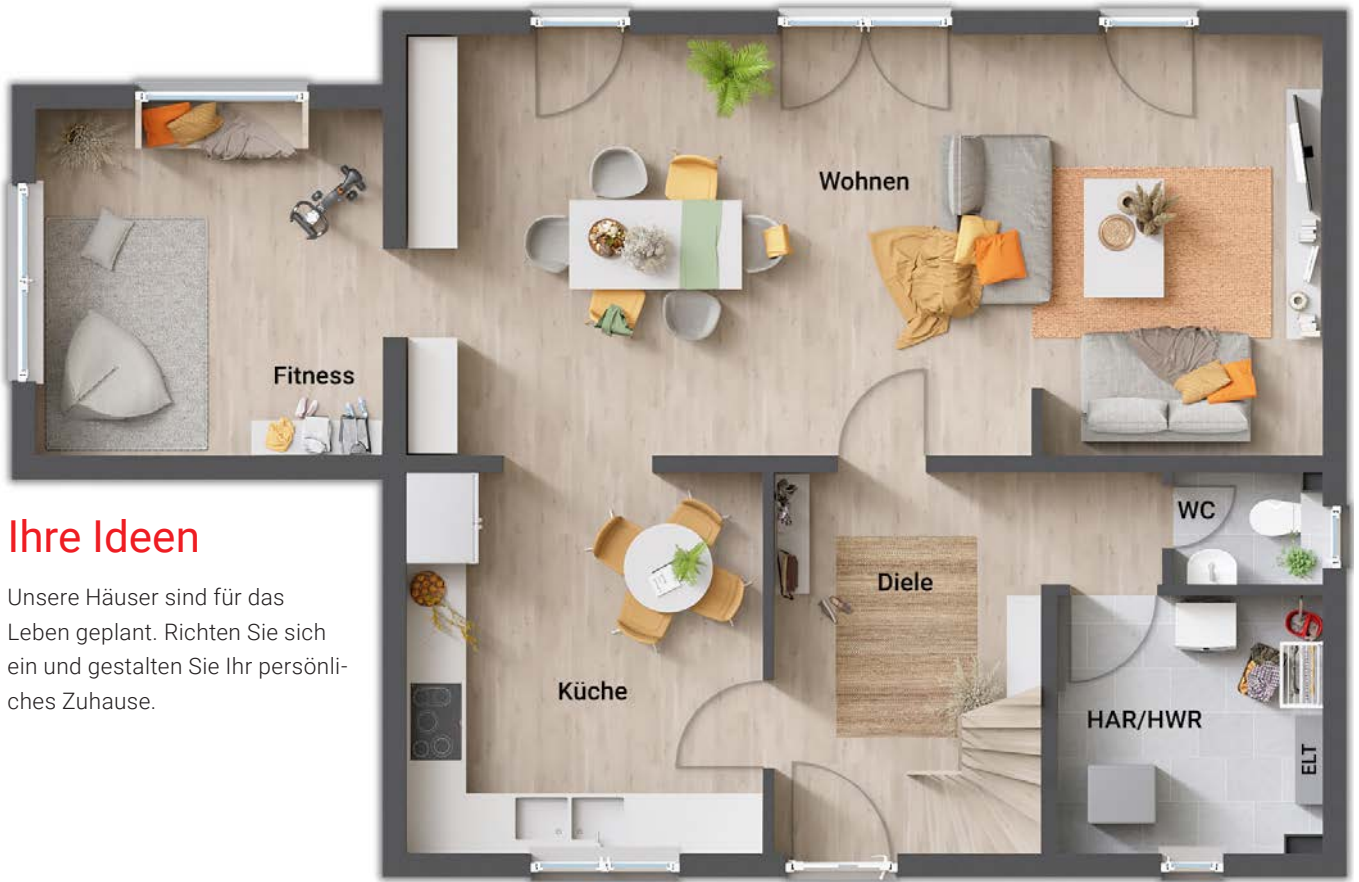 Wohnen
Fitness
Ihre Ideen
Unsere Häuser sind für das
Leben geplant. Richten Sie sich
ein und gestalten Sie Ihr persönli-
ches Zuhause.
WC
Diele
Küche
HAR/HWR
ELT